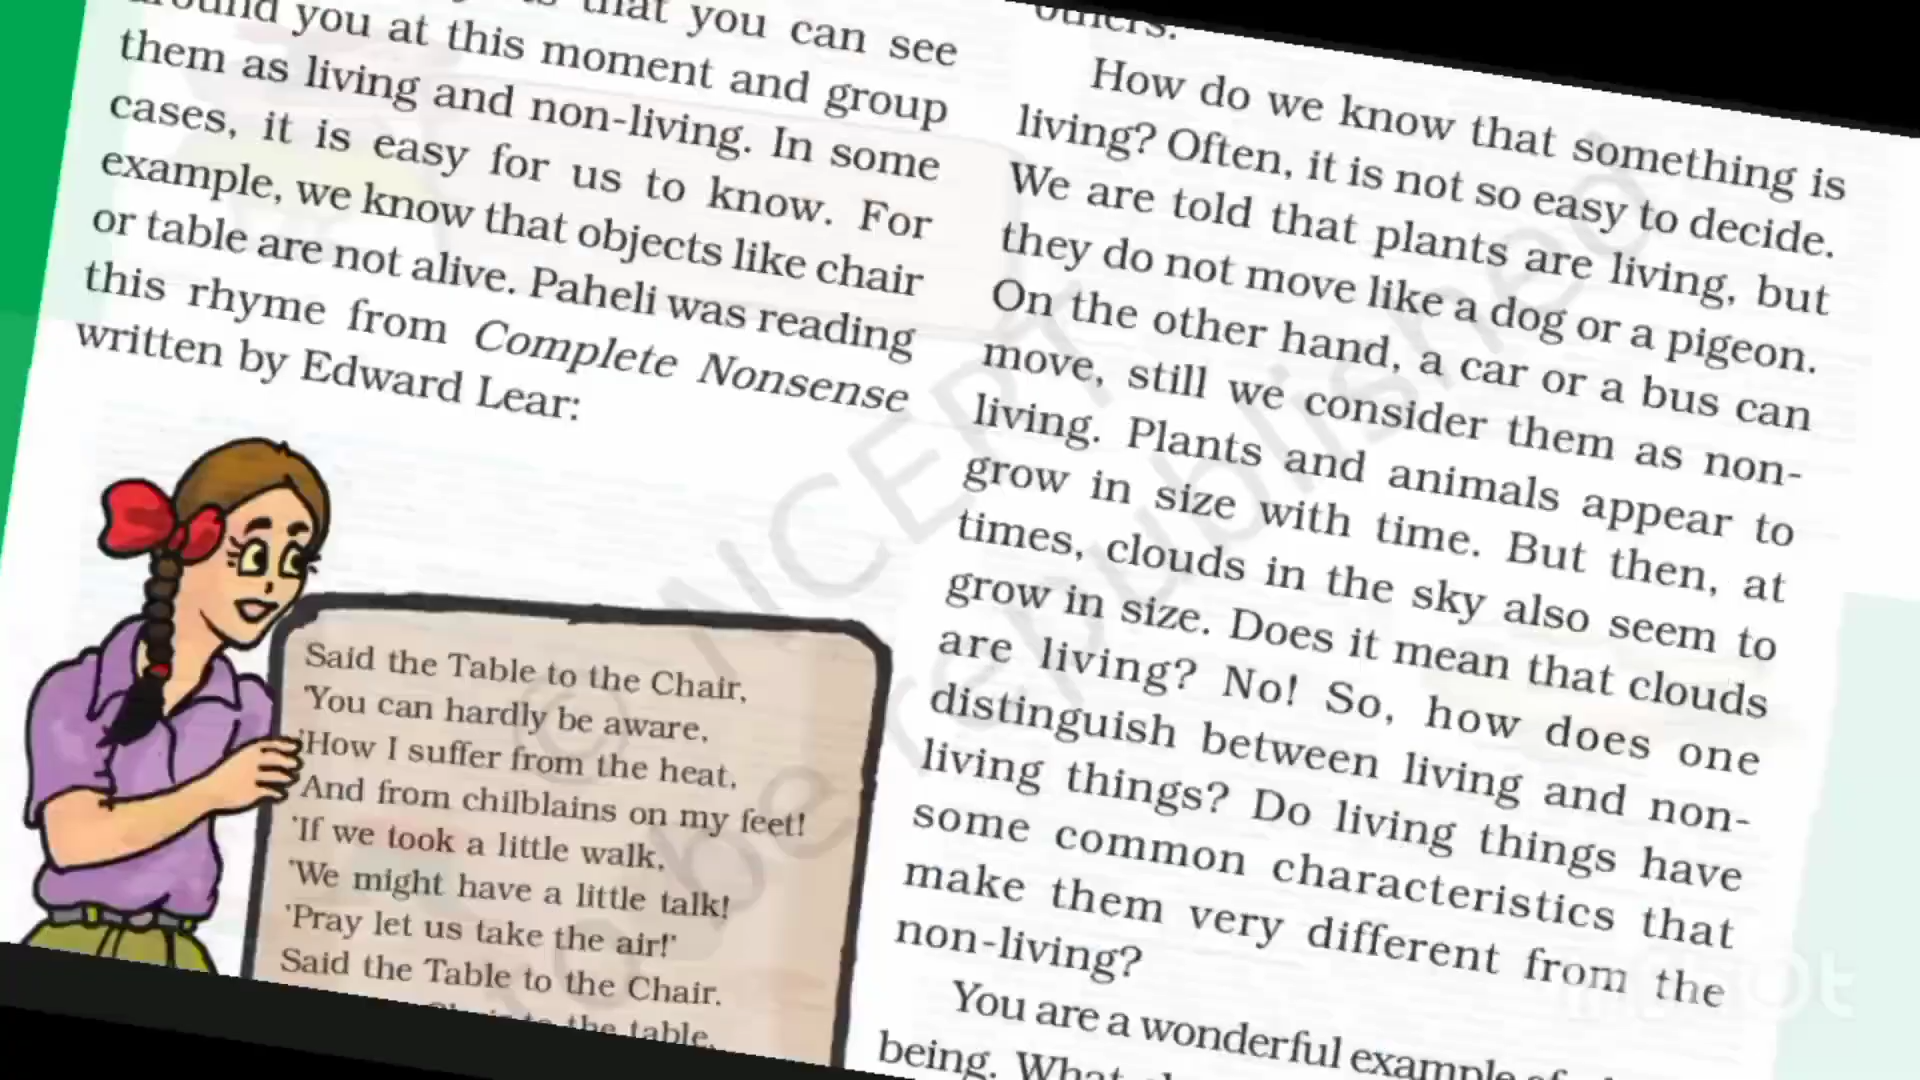 that you can see
around you at this moment and group
them as living and non-living. In some
cases, it is easy for us to know. For
example, we know that objects like chair
or table are not alive. Paheli was reading
this rhyme from Complete Nonsense
written by Edward Lear:
Said the Table to the Chair,
'You can hardly be aware,
'How I suffer from the heat,
'And from chilblains on my feet!
'If we took a little walk,
'We might have a little talk!
'Pray let us take the air!'
Said the Table to the Chair.
the table,
others.
How do we know that something is
living? Often, it is not so easy to decide.
We are told that plants are living, but
they do not move like a dog or a pigeon.
On the other hand, a car or a bus can
move, still we consider them as non-
living. Plants and animals appear to
grow in size with time. But then, at
times, clouds in the sky also seem to
grow in size. Does it mean that clouds
are living? No! So, how does one
distinguish between living and non-
living things? Do living things have
some common characteristics that
make them very different from the
non-living?
You are a wonderful example of
being. What
© NCERT
to be republished